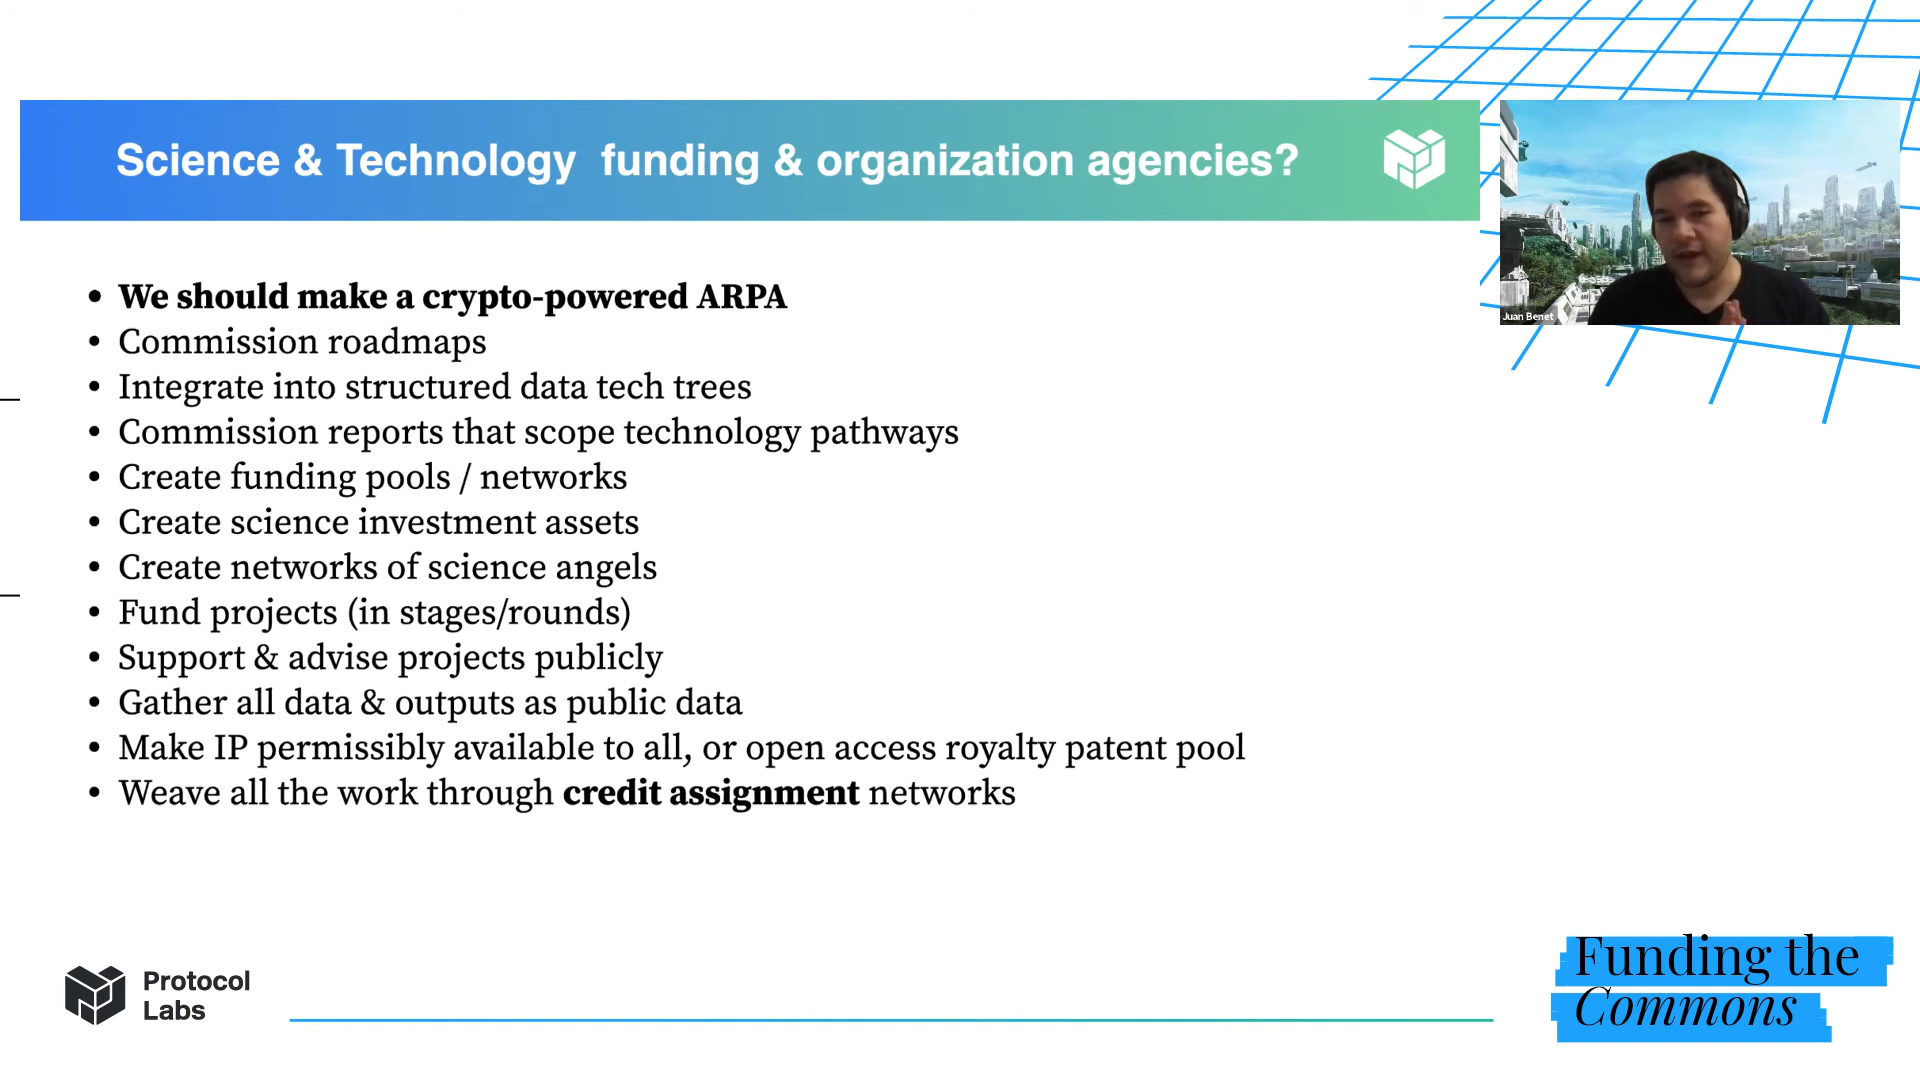 Science & Technology  funding & organization agencies?
• We should make a crypto-powered ARPA
• Commission roadmaps
• Integrate into structured data tech trees
• Commission reports that scope technology pathways
• Create funding pools / networks
• Create science investment assets
• Create networks of science angels
• Fund projects (in stages/rounds)
• Support & advise projects publicly
• Gather all data & outputs as public data
• Make IP permissibly available to all, or open access royalty patent pool
• Weave all the work through credit assignment networks
Juan Benet
Protocol
Labs
Funding the
Commons